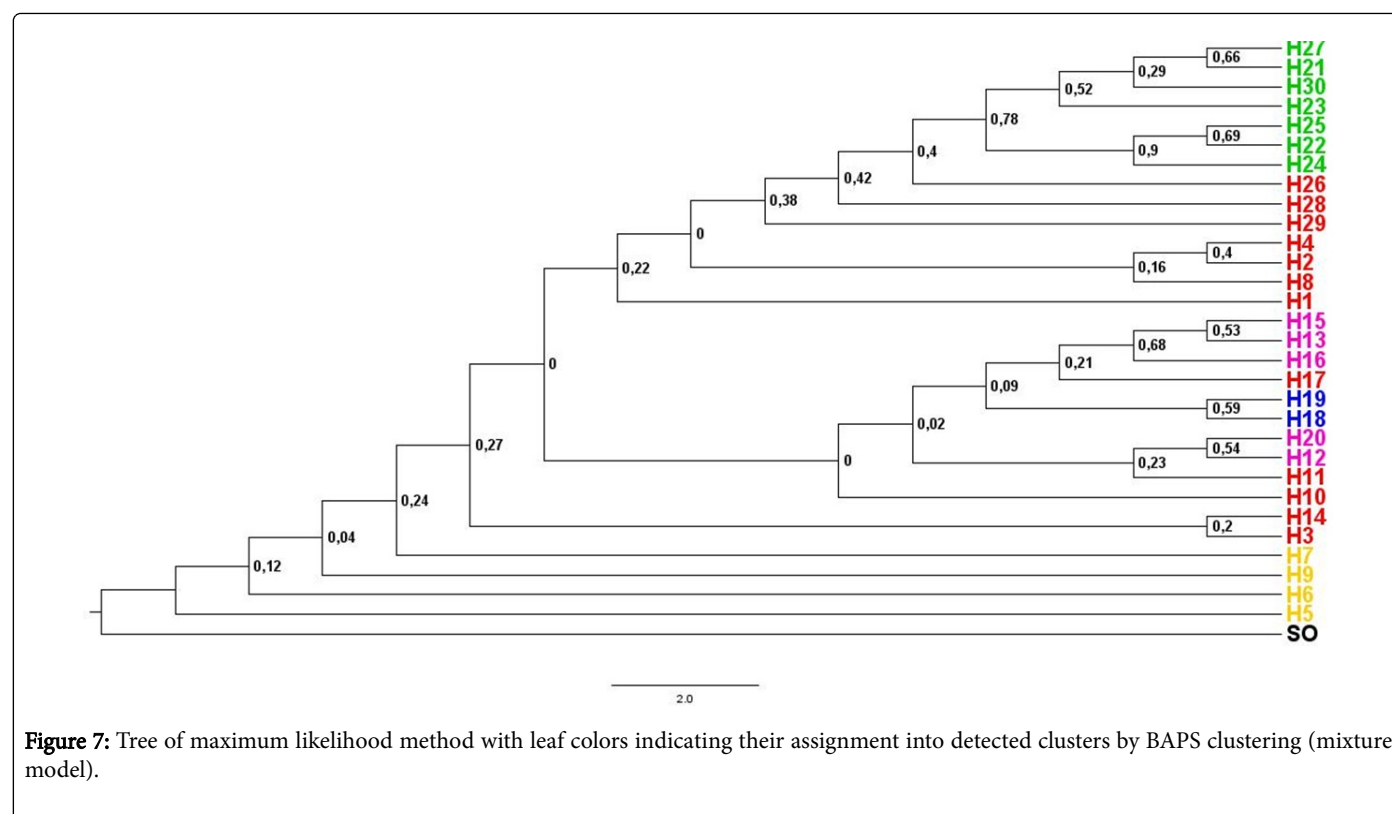 H27
0,66
H21
0,29
H30
0,52
H23
0,78
H25
0,69
H22
0,9
H24
0,4
H26
0,42
H28
0,38
H29
0
H4
0,4
H2
0,16
H8
0,22
H1
H15
0,53
H13
0,68
H16
0,21
H17
0,09
H19
0,59
H18
0,02
H20
0,54
H12
0,23
H11
0
H10
0
H14
0,2
H3
0,27
H7
0,24
H9
0,04
H6
0,12
H5
SO
2.0
Figure 7: Tree of maximum likelihood method with leaf colors indicating their assignment into detected clusters by BAPS clustering (mixture
model).